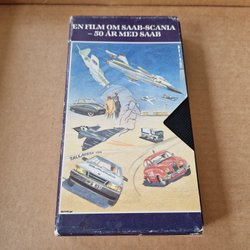 EN FILM OM SAAB-SCANIA
– 50 ÅR MED SAAB